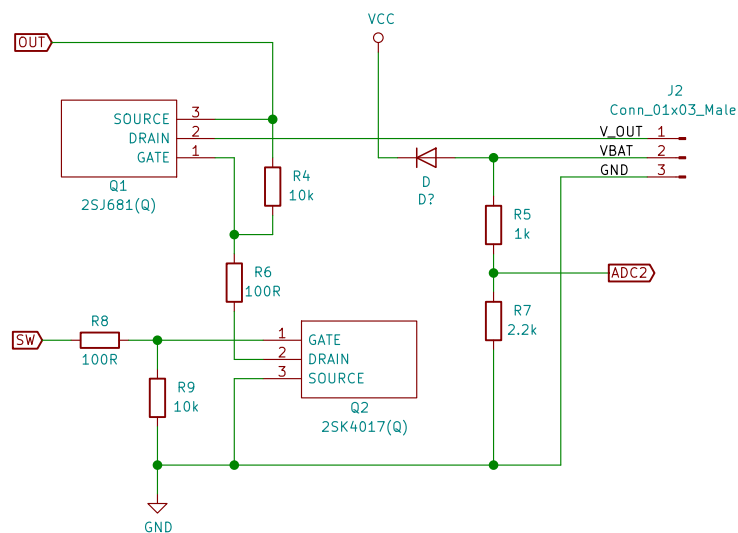 VCC
OUT
J2
Conn_01x03_Male
SOURCE 3
DRAIN 2
GATE 1
Q1
2SJ681(Q)
V_OUT 1
VBAT 2
GND 3
R4
10k
D
D?
R5
1k
R6
100R
ADC2
R8
SW
100R
1 GATE
2 DRAIN
3 SOURCE
R7
2.2k
R9
10k
Q2
2SK4017(Q)
GND